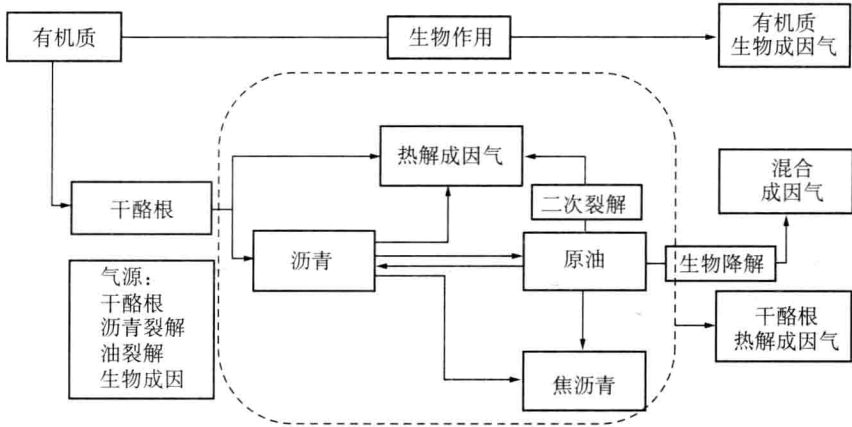 有机质
生物作用
有机质
生物成因气
热解成因气
混合
成因气
干酪根
二次裂解
沥青
原油
生物降解
气源：
干酪根
沥青裂解
油裂解
生物成因
干酪根
热解成因气
焦沥青